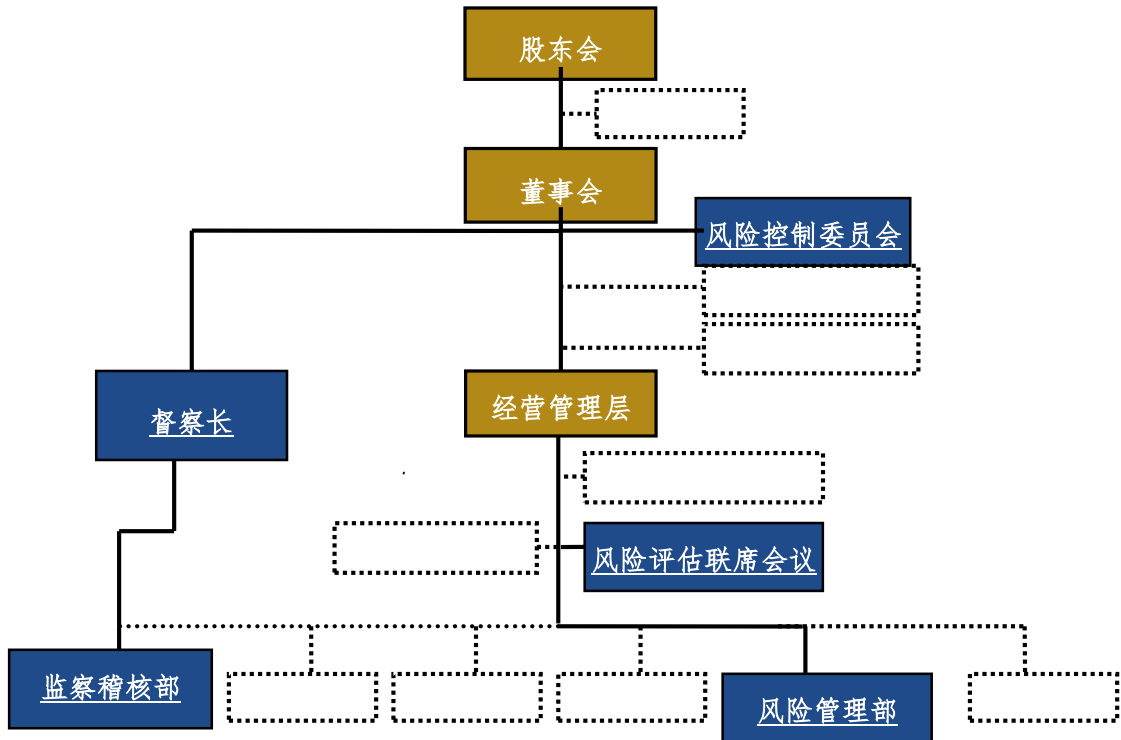 股东会
董事会
风险控制委员会
经营管理层
督察长
风险评估联席会议
监察稽核部
风险管理部